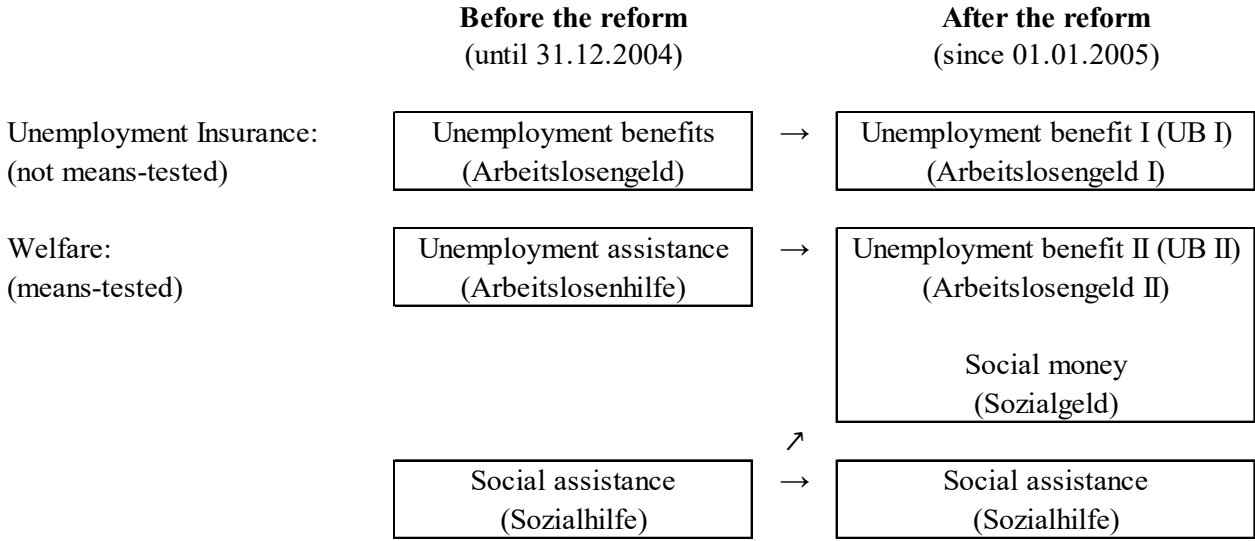 Before the reform After the reform
(until 31.12.2004) (since 01.01.2005)
Unemployment Insurance: Unemployment benefits → Unemployment benefit I (UB I)
(not means-tested) (Arbeitslosengeld) (Arbeitslosengeld I)
Welfare: Unemployment assistance → Unemployment benefit II (UB II)
(means-tested) (Arbeitslosenhilfe) (Arbeitslosengeld II)
Social money
(Sozialgeld)
↗
Social assistance → Social assistance
(Sozialhilfe) (Sozialhilfe)